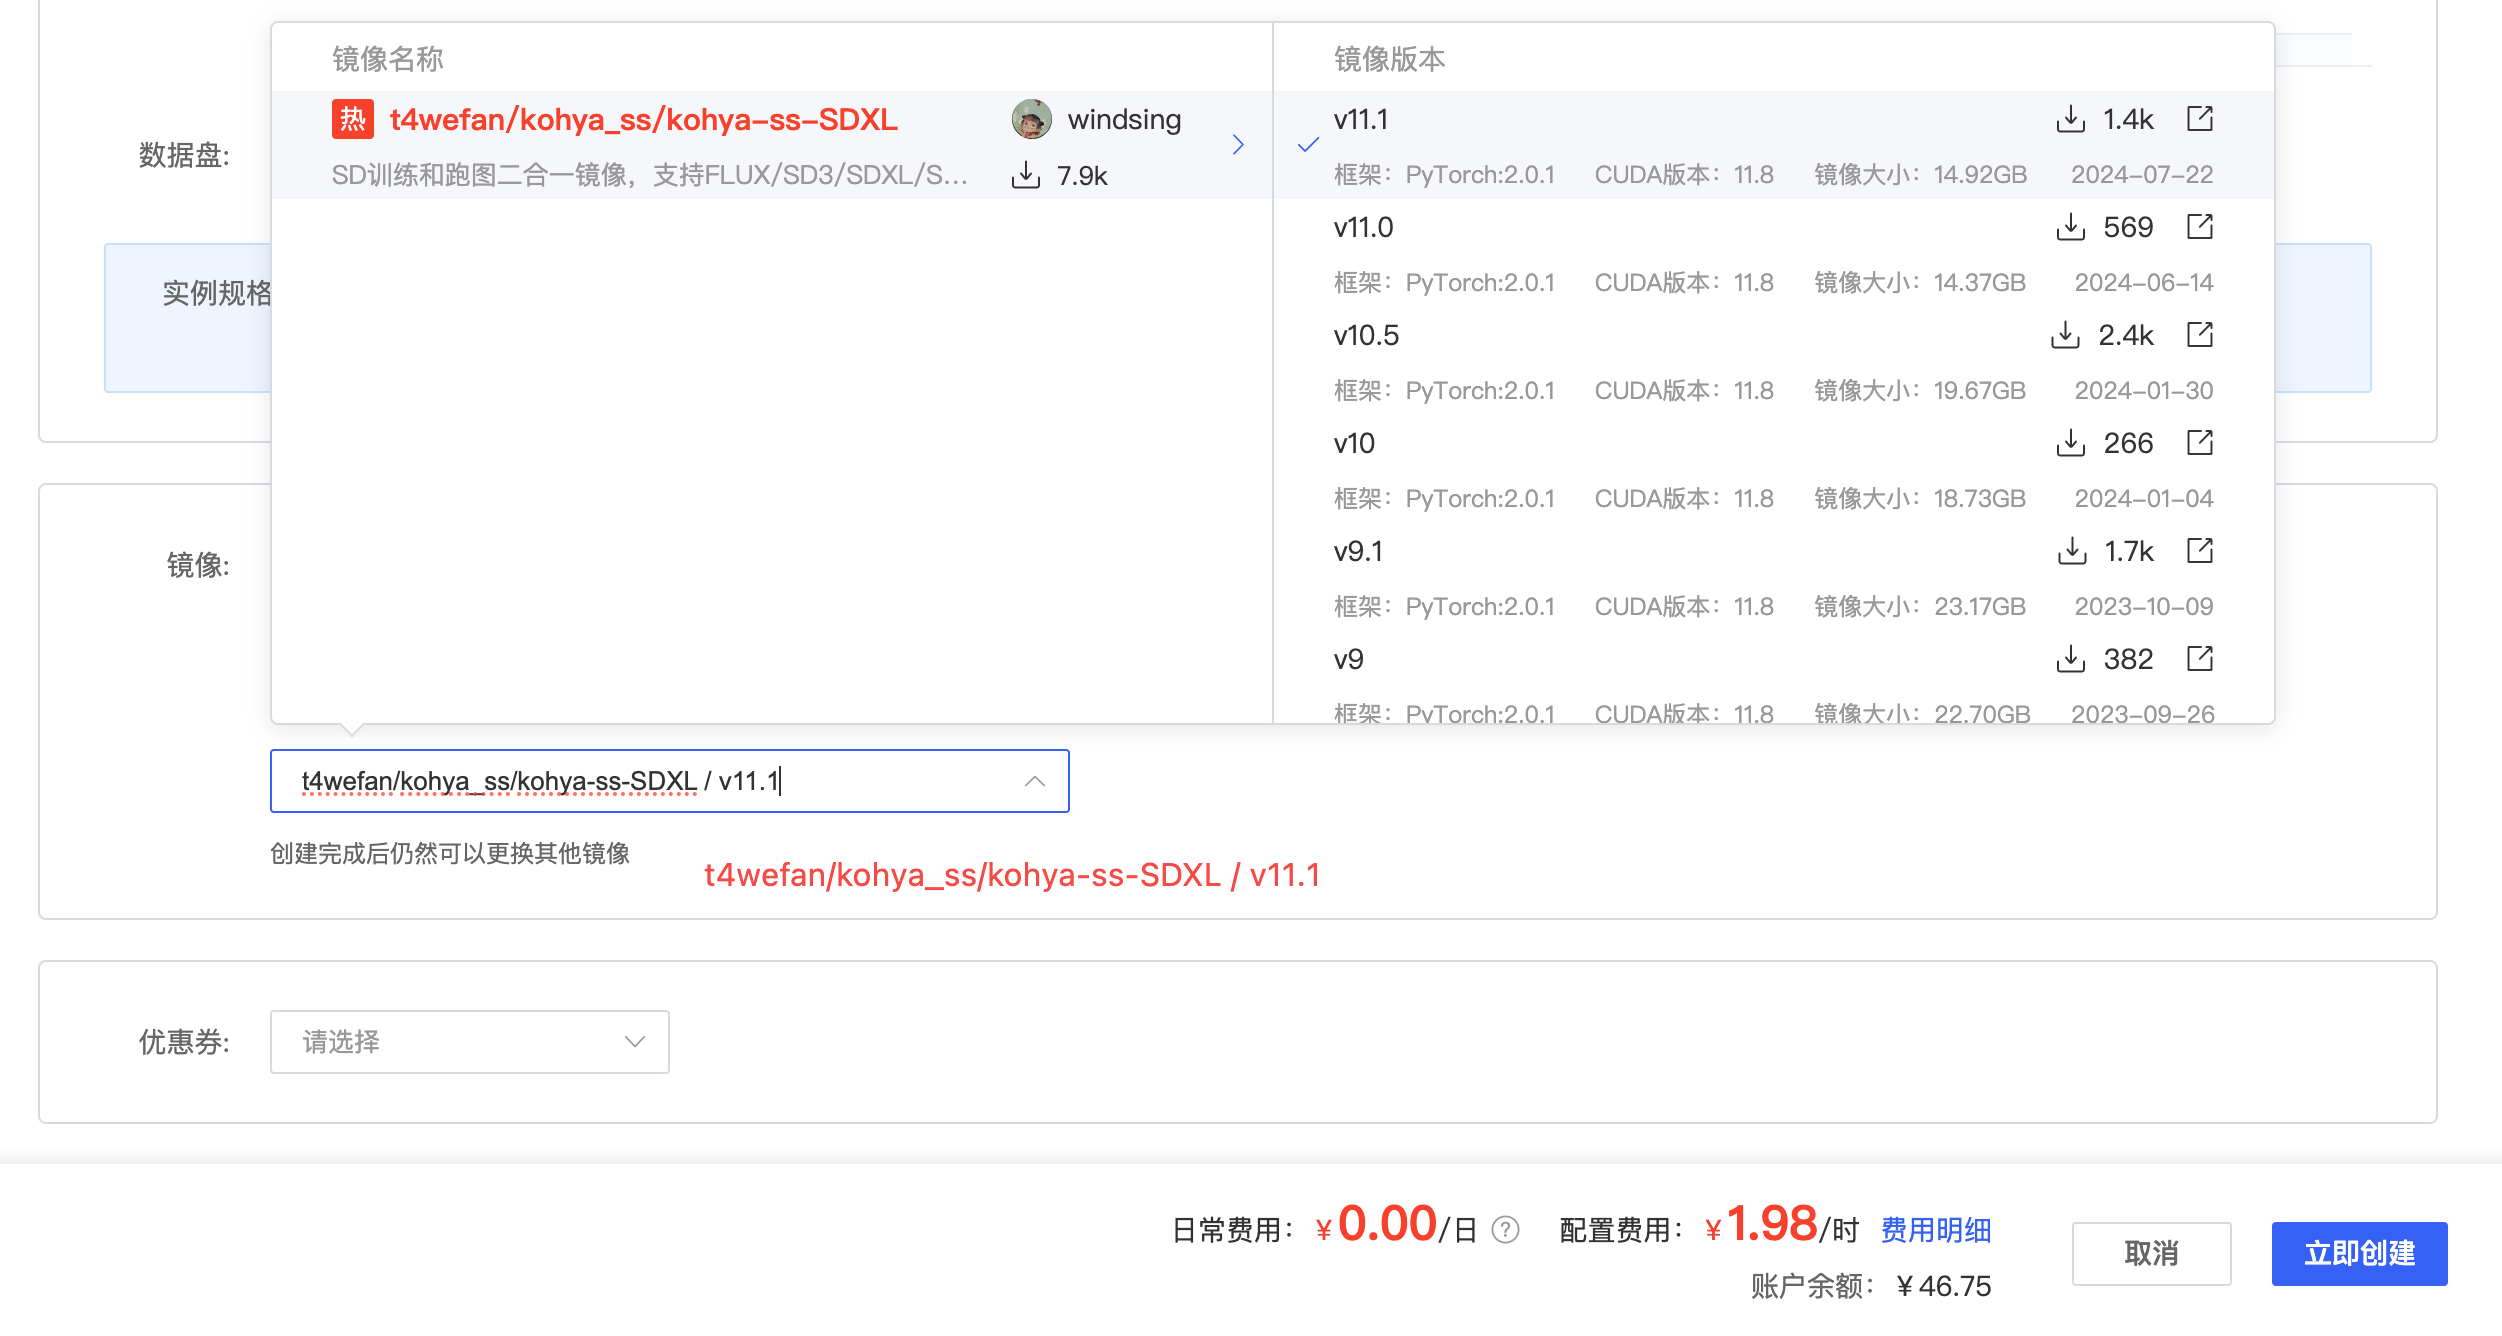 镜像名称
热 t4wefan/kohya_ss/kohya-ss-SDXL windsing
SD训练和跑图二合一镜像，支持FLUX/SD3/SDXL/S... 7.9k
镜像版本
v11.1 1.4k
框架：PyTorch:2.0.1 CUDA版本：11.8 镜像大小：14.92GB 2024-07-22
v11.0 569
框架：PyTorch:2.0.1 CUDA版本：11.8 镜像大小：14.37GB 2024-06-14
v10.5 2.4k
框架：PyTorch:2.0.1 CUDA版本：11.8 镜像大小：19.67GB 2024-01-30
v10 266
框架：PyTorch:2.0.1 CUDA版本：11.8 镜像大小：18.73GB 2024-01-04
v9.1 1.7k
框架：PyTorch:2.0.1 CUDA版本：11.8 镜像大小：23.17GB 2023-10-09
v9 382
框架：PyTorch:2.0.1 CUDA版本：11.8 镜像大小：22.70GB 2023-09-26
数据盘:
实例规格
镜像:
t4wefan/kohya_ss/kohya-ss-SDXL / v11.1
创建完成后仍然可以更换其他镜像
t4wefan/kohya_ss/kohya-ss-SDXL / v11.1
优惠券: 请选择
日常费用：￥0.00/日 ? 配置费用：￥1.98/时 费用明细
账户余额：￥46.75
取消 立即创建